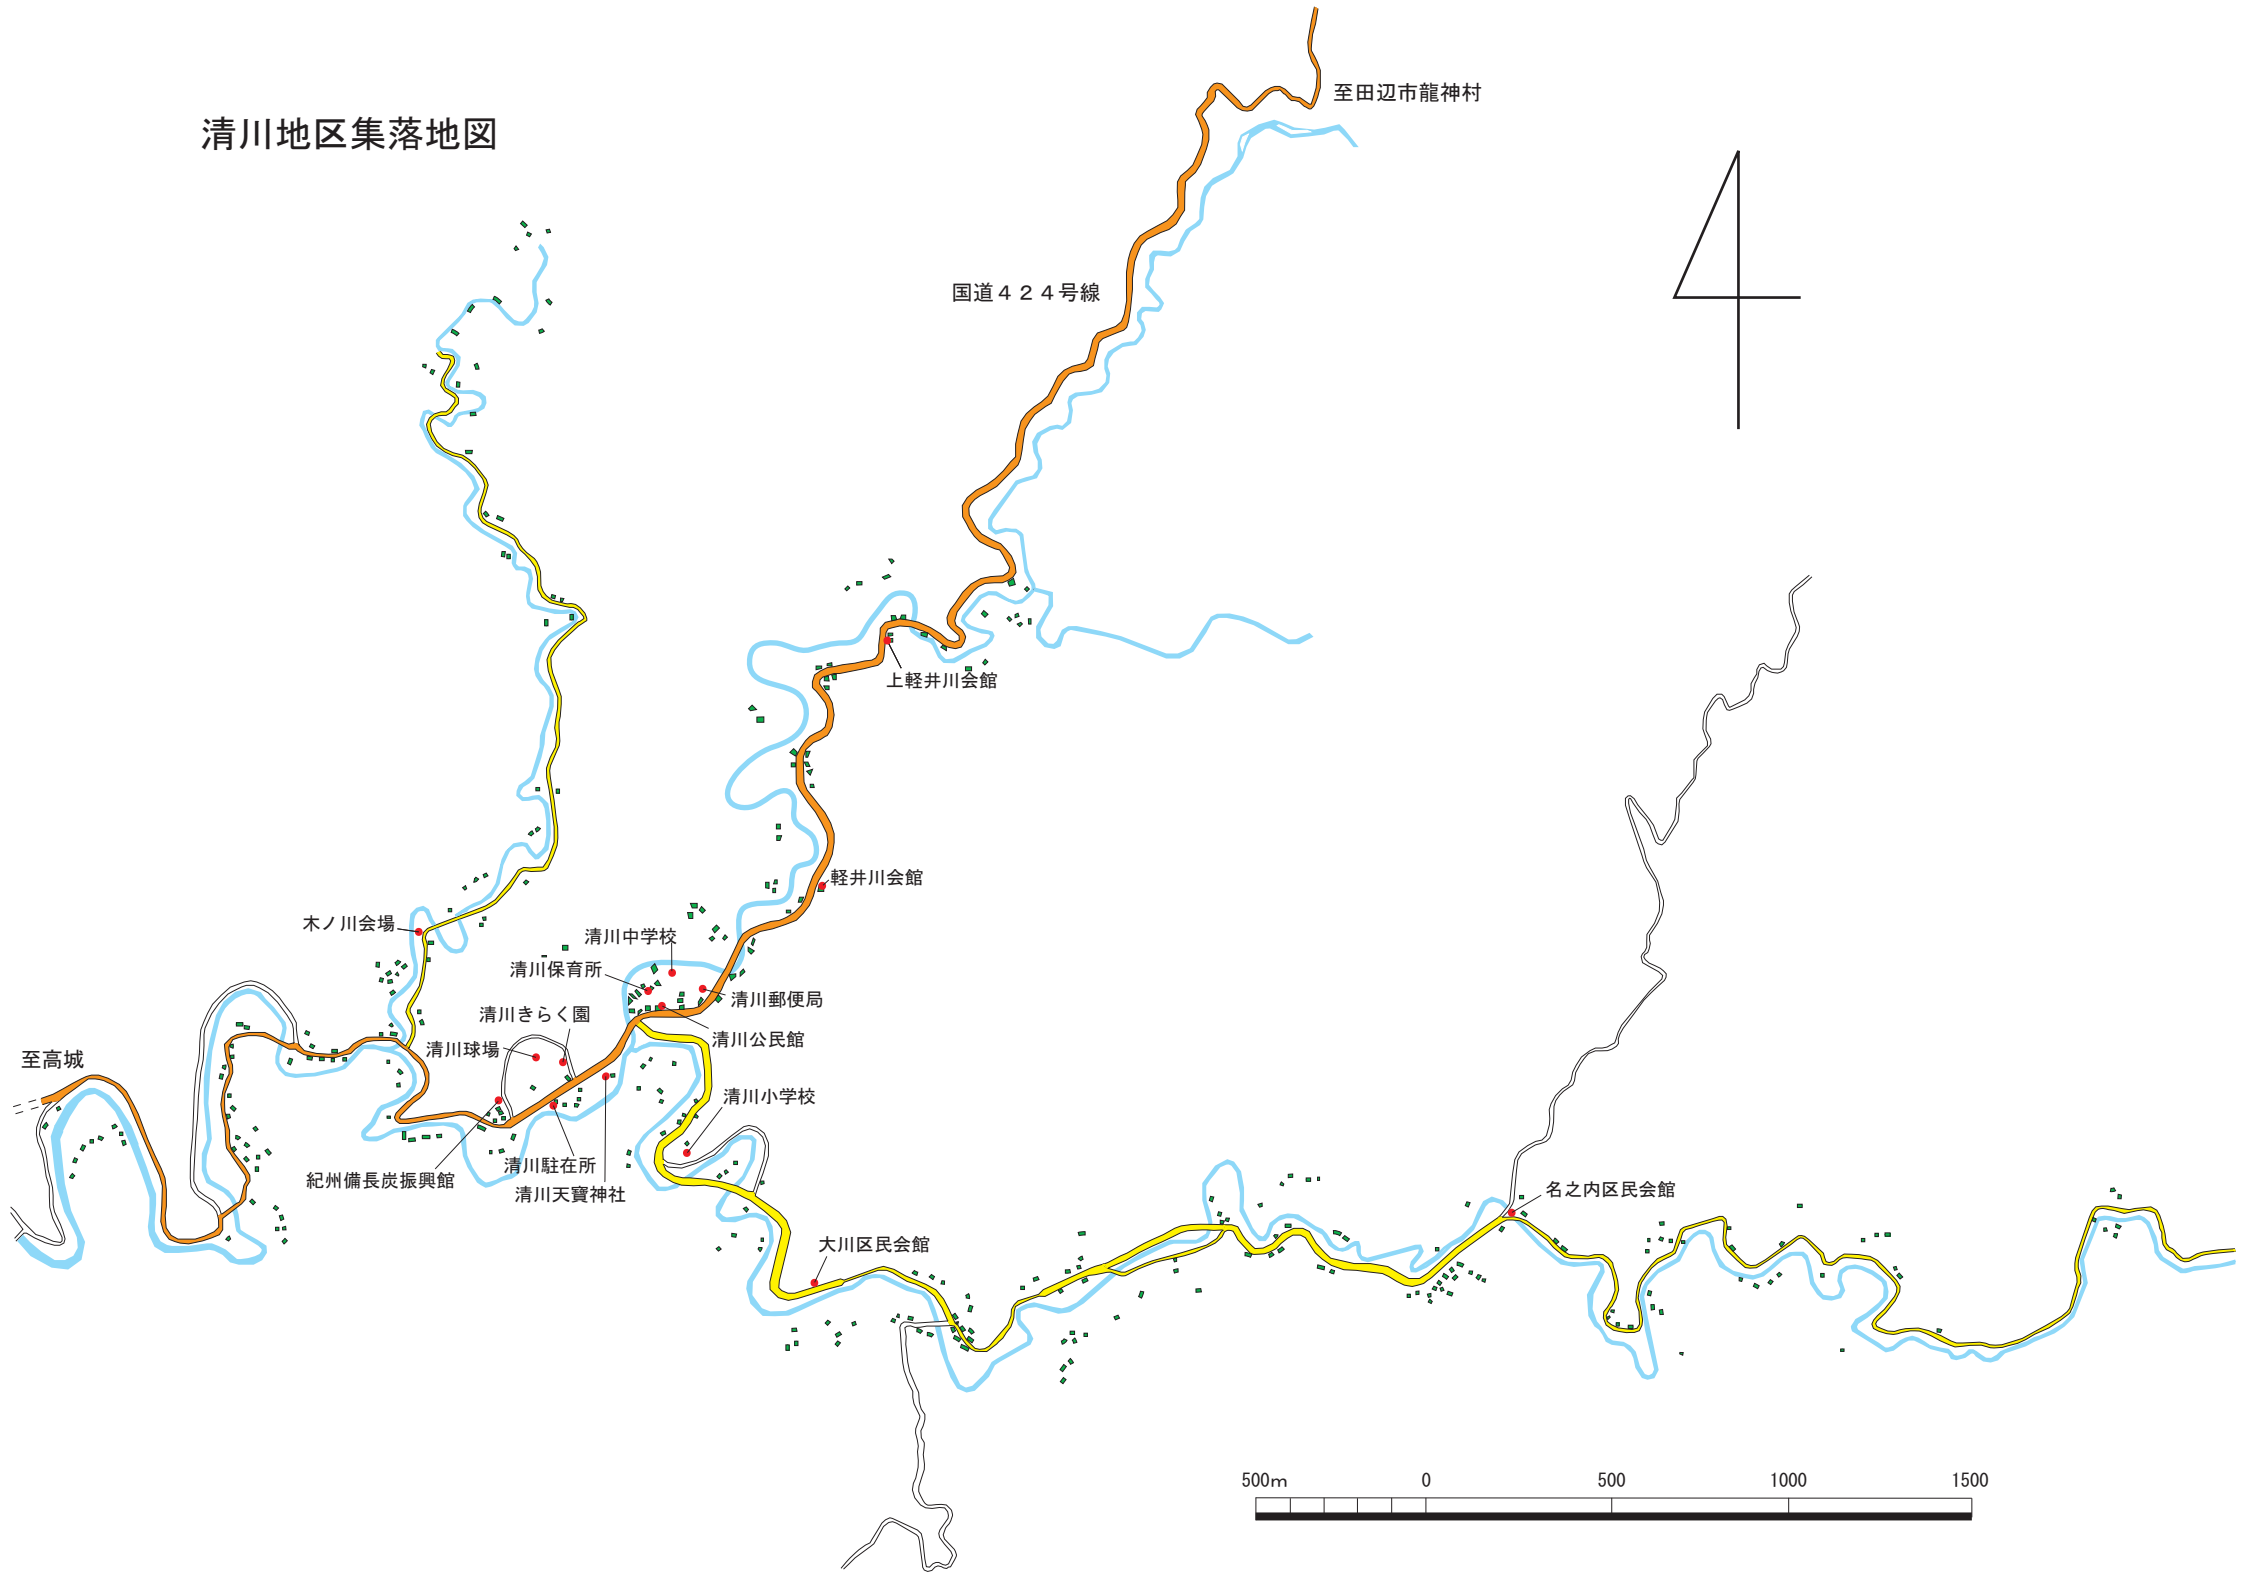 至田辺市龍神村
清川地区集落地図
国道４２４号線
上軽井川会館
軽井川会館
木ノ川会場
清川中学校
清川保育所
清川郵便局
清川きらく園
清川公民館
清川球場
至高城
清川小学校
清川駐在所
紀州備長炭振興館
清川天寶神社
名之内区民会館
大川区民会館
500m 0 500 1000 1500